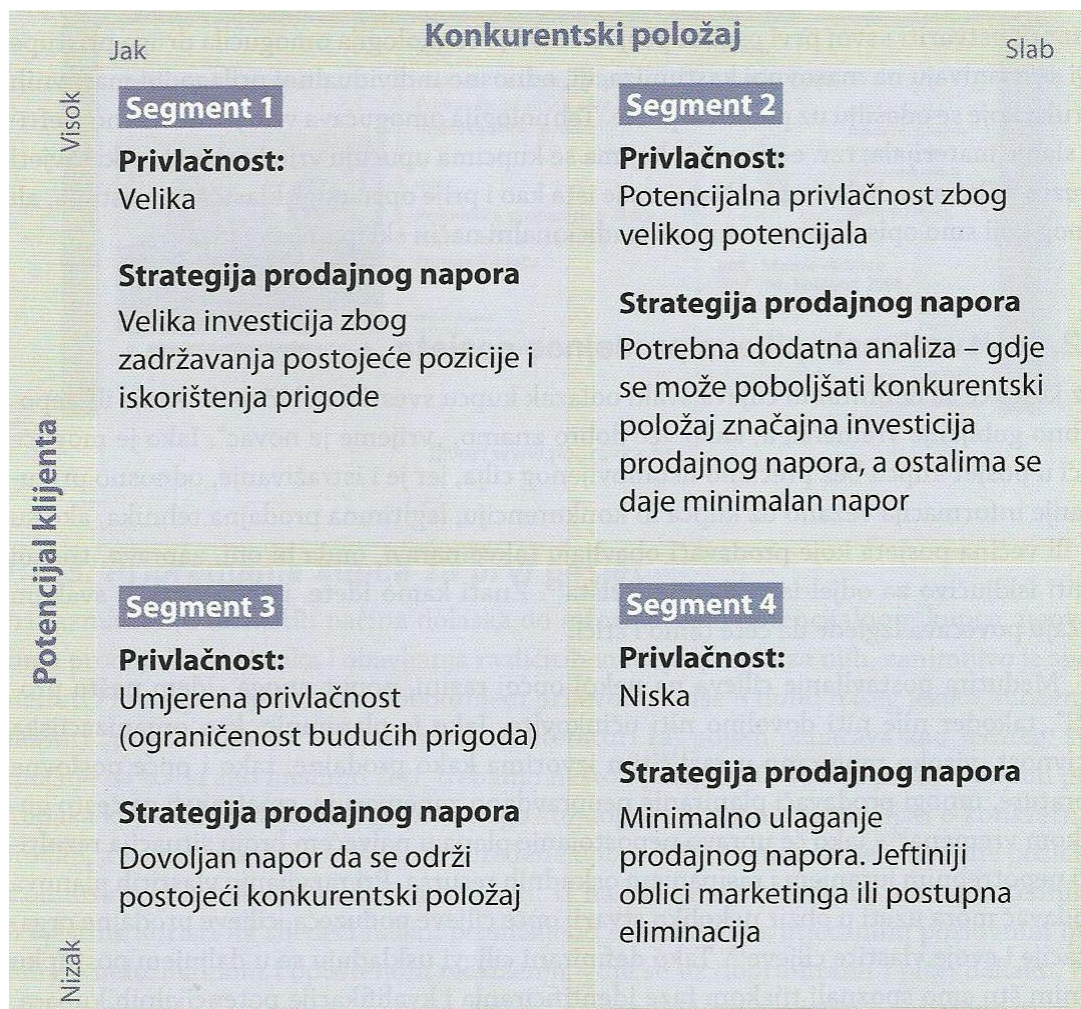 Konkurentski položaj
Jak
Slab
Visok
Potencijal klijenta
Nizak
Segment 1
Privlačnost:
Velika
Strategija prodajnog napora
Velika investicija zbog
zadržavanja postojeće pozicije i
iskorištenja prigode
Segment 2
Privlačnost:
Potencijalna privlačnost zbog
velikog potencijala
Strategija prodajnog napora
Potrebna dodatna analiza – gdje
se može poboljšati konkurentski
položaj značajna investicija
prodajnog napora, a ostalima se
daje minimalan napor
Segment 3
Privlačnost:
Umjerena privlačnost
(ograničenost budućih prigoda)
Strategija prodajnog napora
Dovoljan napor da se održi
postojeći konkurentski položaj
Segment 4
Privlačnost:
Niska
Strategija prodajnog napora
Minimalno ulaganje
prodajnog napora. Jeftiniji
oblici marketinga ili postupna
eliminacija